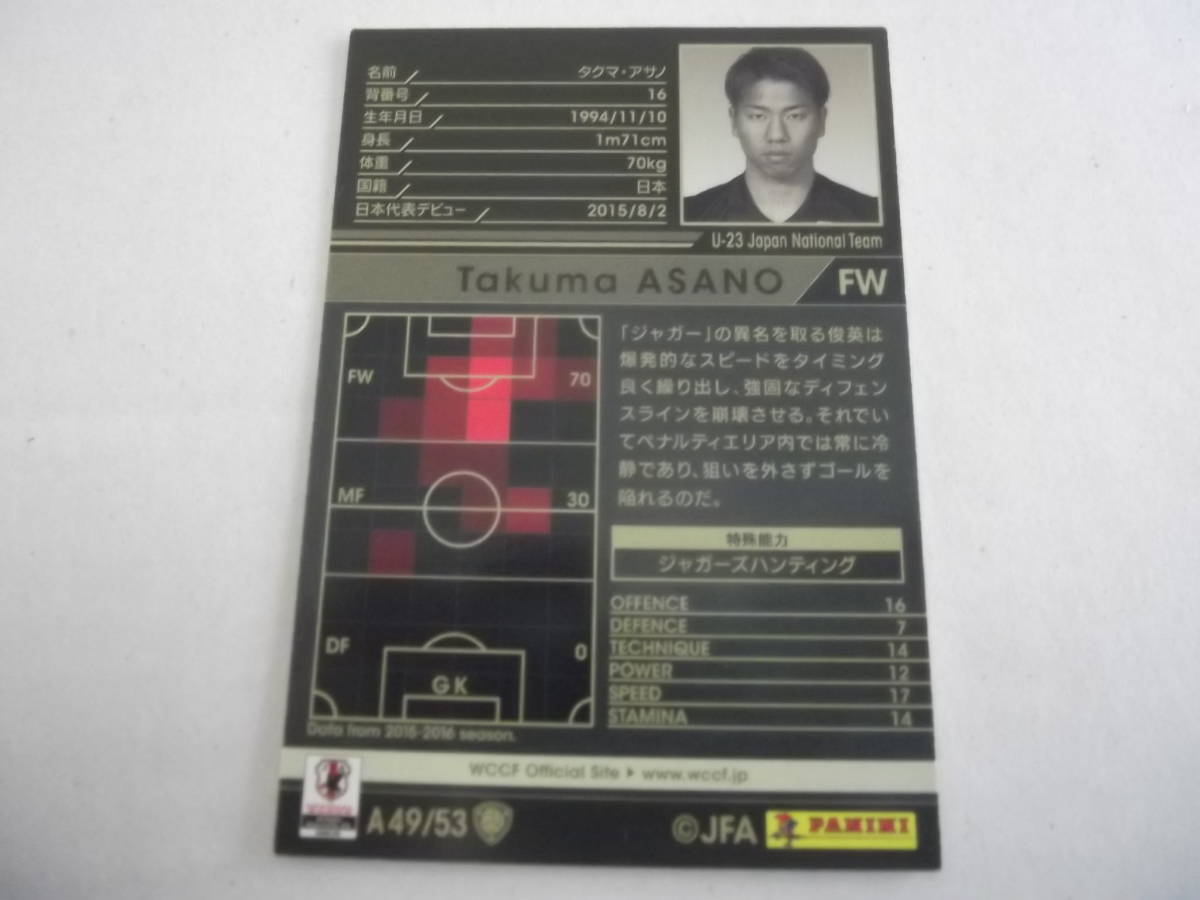 名前 タクマ・アサノ
背番号 16
生年月日 1994/11/10
身長 1m71cm
体重 70kg
国籍 日本
日本代表デビュー 2015/8/2
U-23 Japan National Team
Takuma ASANO FW
FW 70
MF 30
DF 0
GK
Data from 2015-2016 season.
「ジャガー」の異名を取る俊英は
爆発的なスピードをタイミング
良く繰り出し、強固なディフェン
スラインを崩壊させる。それでい
てペナルティエリア内では常に冷
静であり、狙いを外さずゴールを
陥れるのだ。
特殊能力
ジャガーズハンティング
OFFENCE 16
DEFENCE 7
TECHNIQUE 14
POWER 12
SPEED 17
STAMINA 14
WCCF Official Site ▶ www.wccf.jp
A49/53
©JFA PANINI